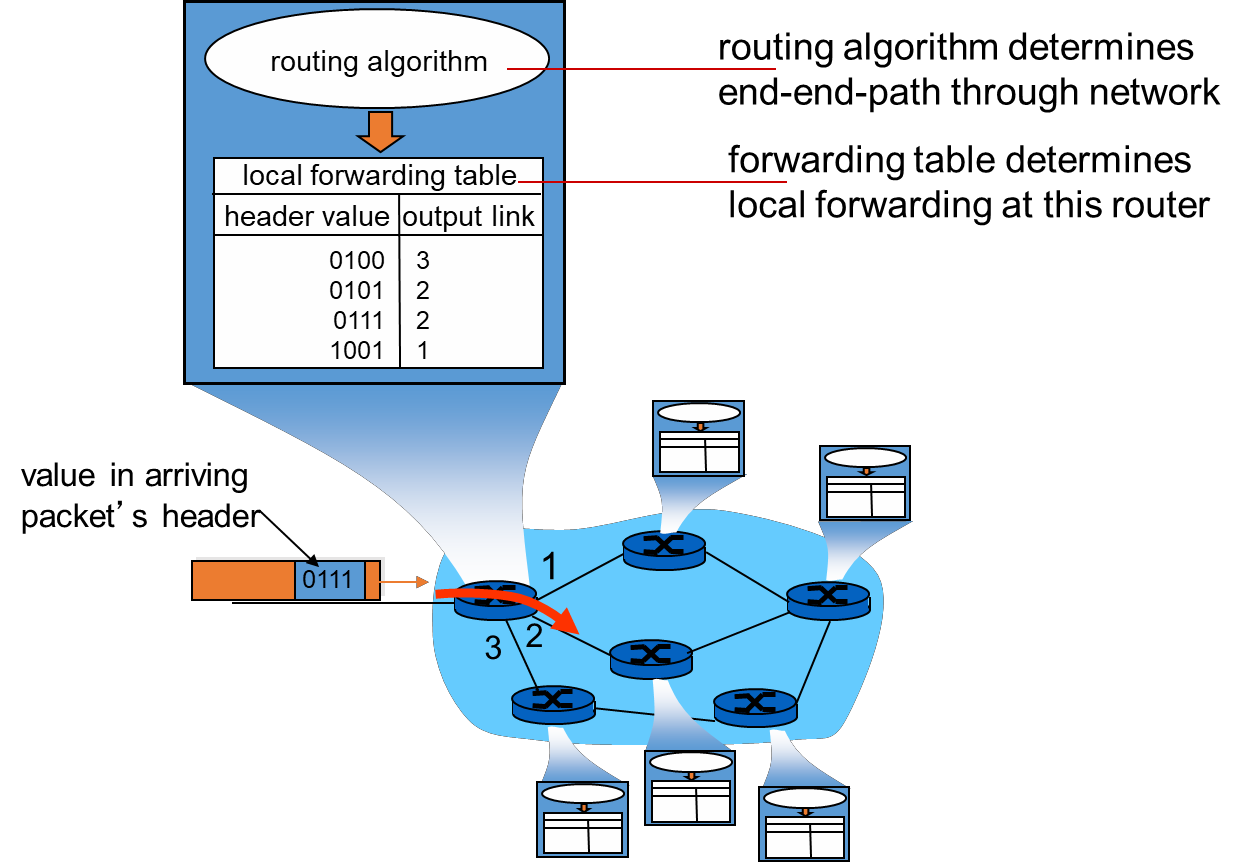 routing algorithm
routing algorithm determines
end-end-path through network
local forwarding table
forwarding table determines
local forwarding at this router
header value output link
0100 3
0101 2
0111 2
1001 1
value in arriving
packet’s header
0111
1
2
3